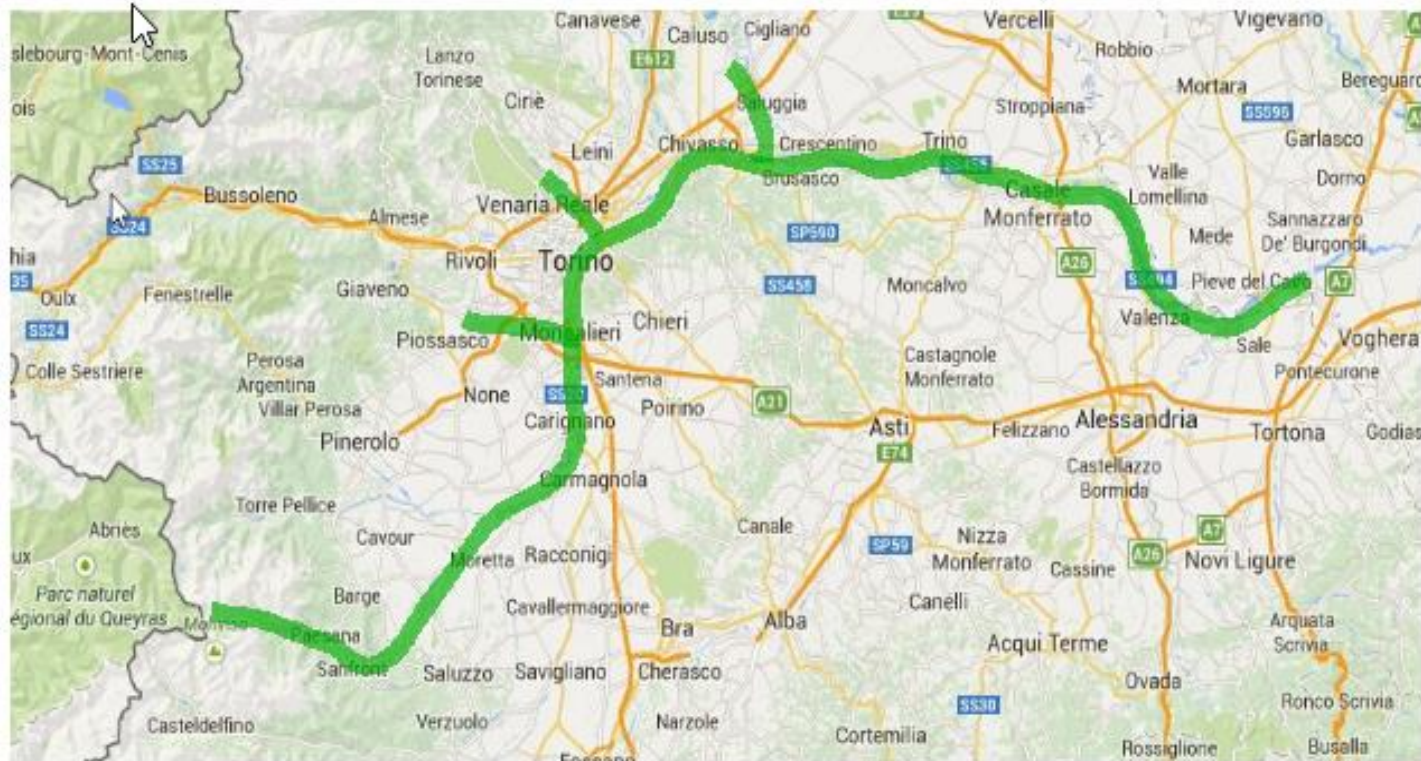 Canavese
Caluso
Cigliano
Vercelli
Vigevano
slebourg-Mont-Cenis
Lanzo
Torinese
E612
Robbio
Mortara
Bereguard
ois
Ciriè
Saluggia
Stroppiana
SS596
Garlasco
SS25
Leini
Chivasso
Crescentino
Trino
Bussoleno
Brusasco
Valle
Lomellina
Dorno
Venaria Reale
Casale
Monferrato
Almese
SS24
SP590
Mede
Sannazzaro
De' Burgondi
hia
35
Rivoli
Torino
A26
Oulx
Fenestrelle
Giaveno
SS458
Moncalvo
Pieve del Cairo
A7
SS24
Piossasco
Moncalieri
Chieri
Valenza
Sale
Voghera
Colle Sestriere
Perosa
Argentina
Castagnole
Monferrato
Pontecurone
Villar Perosa
None
Santena
Poirino
A21
Pinerolo
Carignano
Asti
Felizzano
Alessandria
Tortona
Godias
E74
Castellazzo
Bormida
Torre Pellice
Carmagnola
Abriès
Cavour
Canale
A7
ux
Moretta
Racconigi
SP59
Nizza
Monferrato
Cassine
A26
Novi Ligure
Parc naturel
égional du Queyras
Barge
Cavallermaggiore
Canelli
Paesana
Bra
Alba
Acqui Terme
Arquata
Scrivia
Sanfront
Saluzzo
Savigliano
Cherasco
Ovada
Ronco Scrivia
Casteldelfino
Verzuolo
Narzole
SS30
Cortemilia
Rossiglione
Busalla